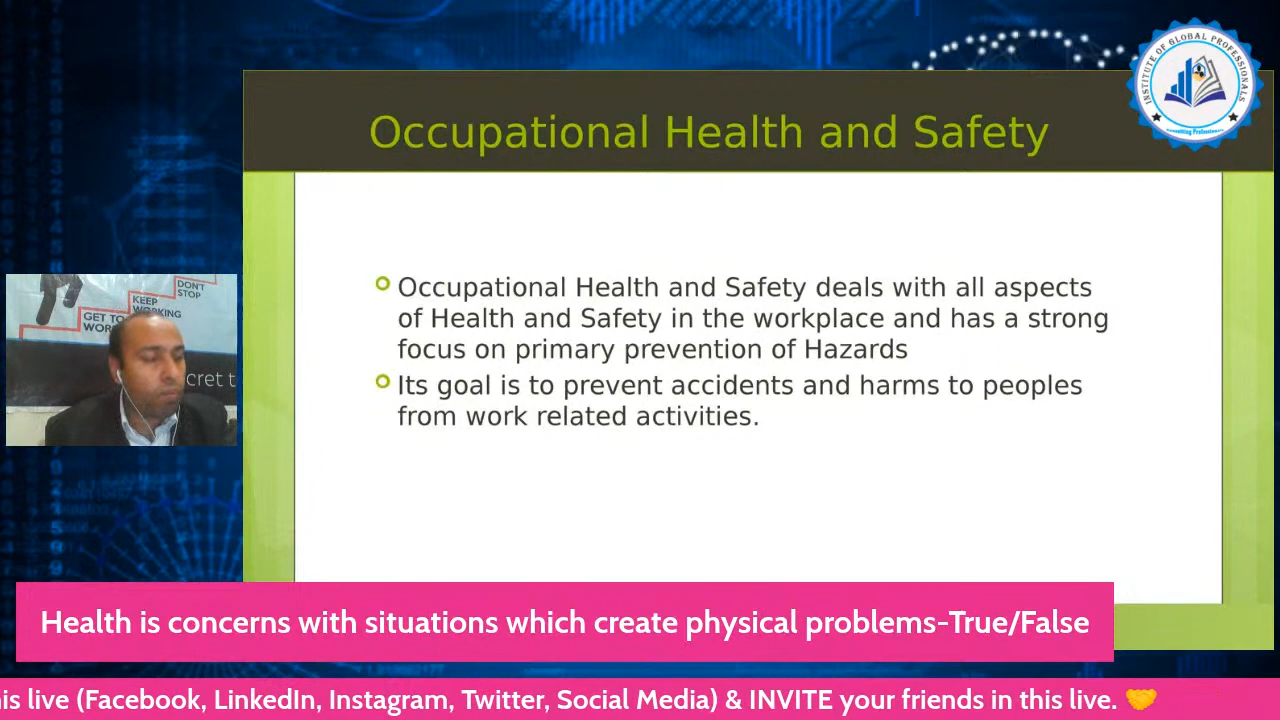 INSTITUTE OF GLOBAL PROFESSIONALS
Connecting Professionals
Occupational Health and Safety
Occupational Health and Safety deals with all aspects
of Health and Safety in the workplace and has a strong
focus on primary prevention of Hazards
Its goal is to prevent accidents and harms to peoples
from work related activities.
DON'T
STOP
KEEP
WORKING
GET TO
WOR
cret t
Health is concerns with situations which create physical problems-True/False
is live (Facebook, LinkedIn, Instagram, Twitter, Social Media) & INVITE your friends in this live. 🤝